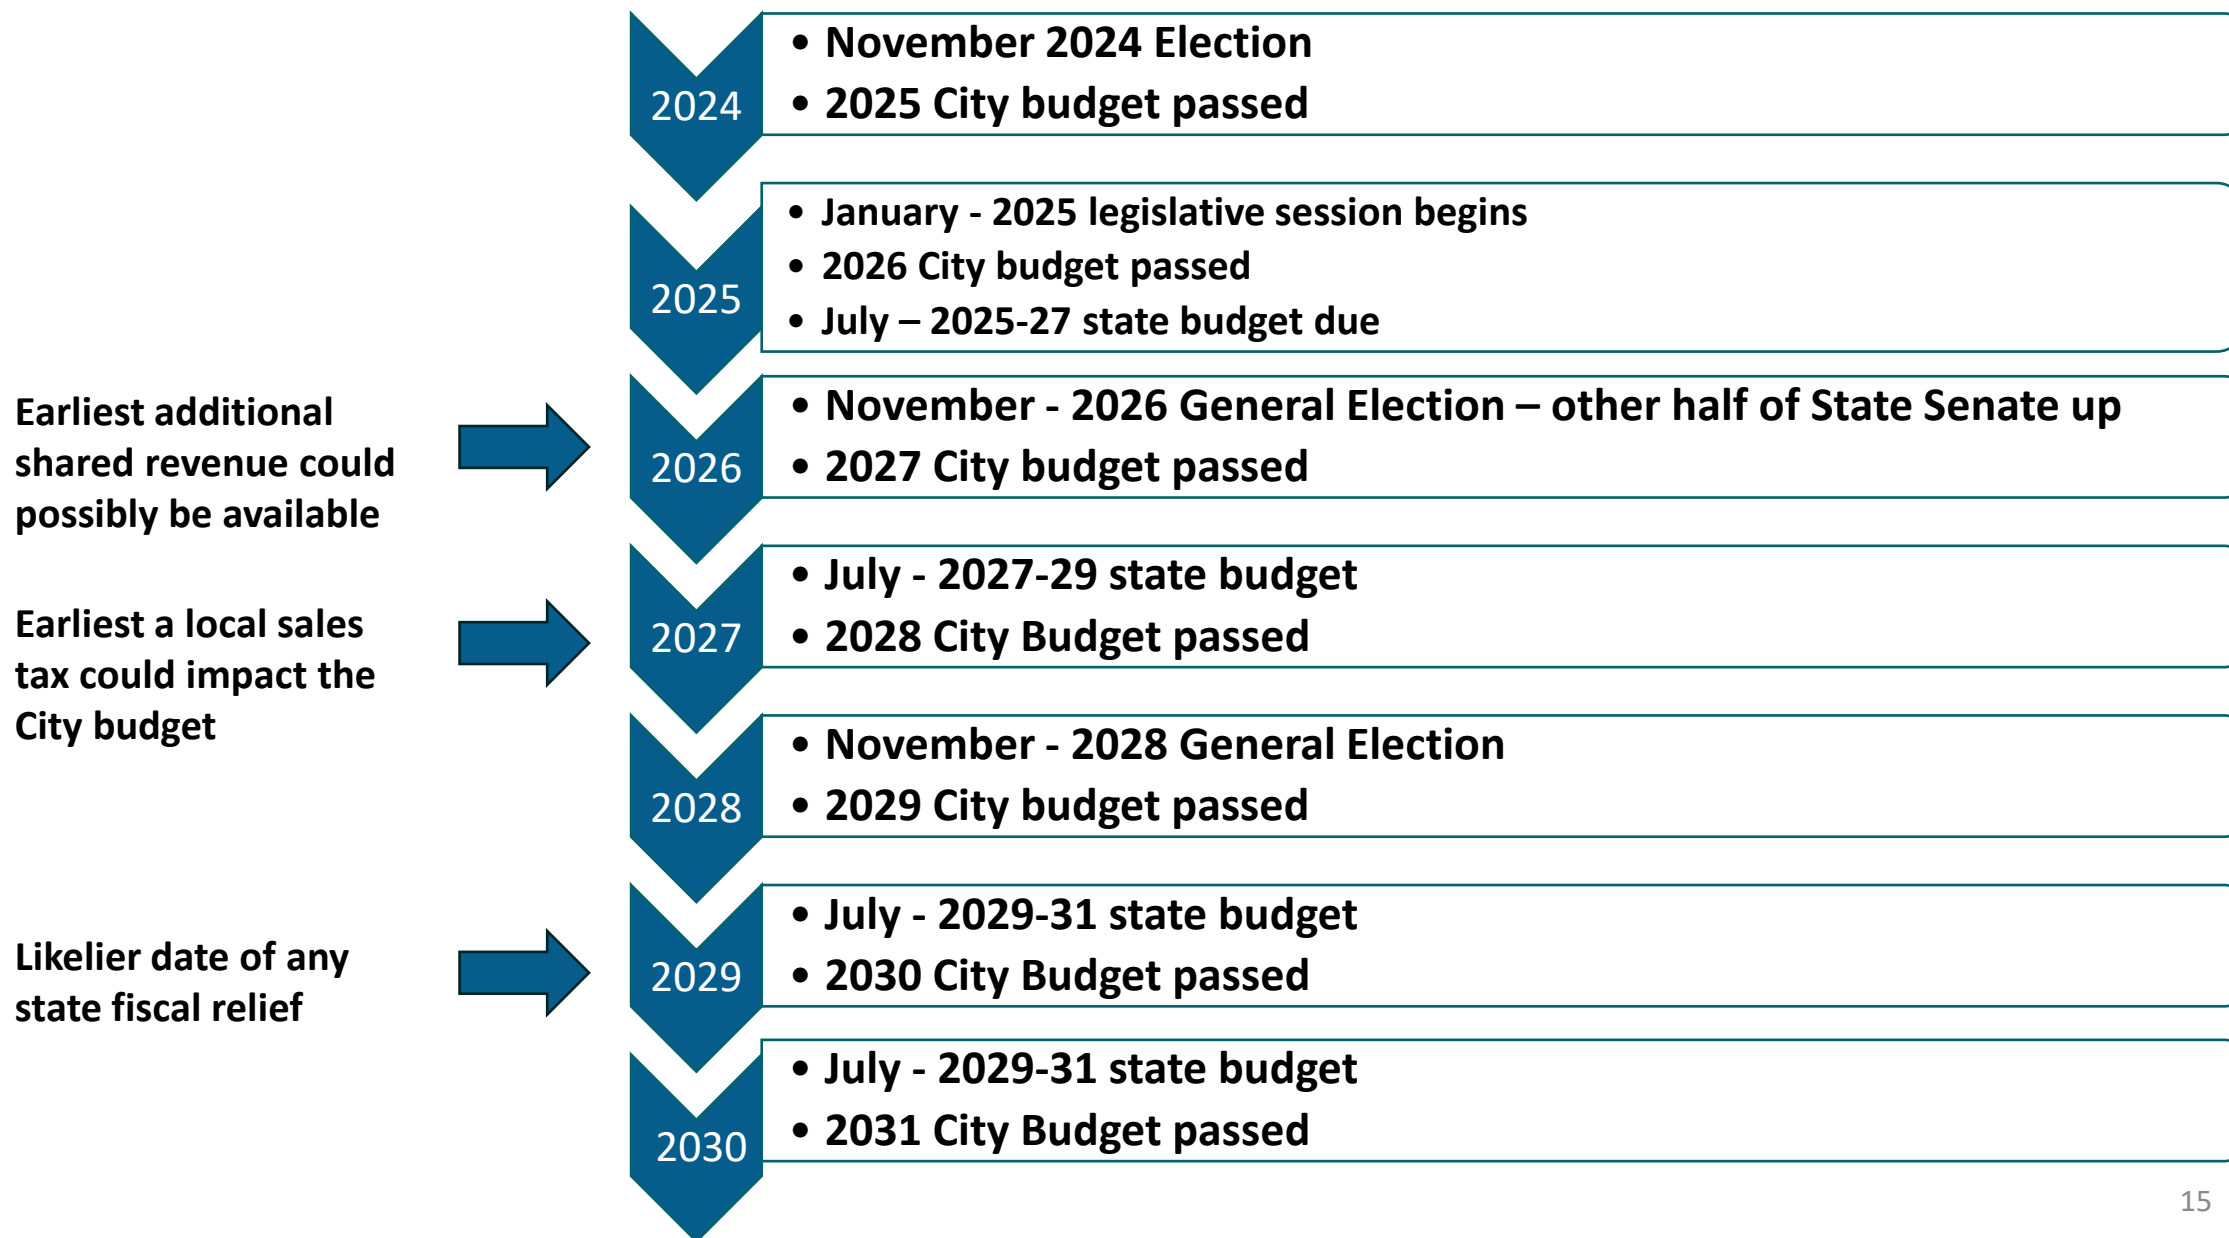 2024
• November 2024 Election
• 2025 City budget passed
2025
• January - 2025 legislative session begins
• 2026 City budget passed
• July – 2025-27 state budget due
Earliest additional
shared revenue could
possibly be available
2026
• November - 2026 General Election – other half of State Senate up
• 2027 City budget passed
Earliest a local sales
tax could impact the
City budget
2027
• July - 2027-29 state budget
• 2028 City Budget passed
2028
• November - 2028 General Election
• 2029 City budget passed
Likelier date of any
state fiscal relief
2029
• July - 2029-31 state budget
• 2030 City Budget passed
2030
• July - 2029-31 state budget
• 2031 City Budget passed
15